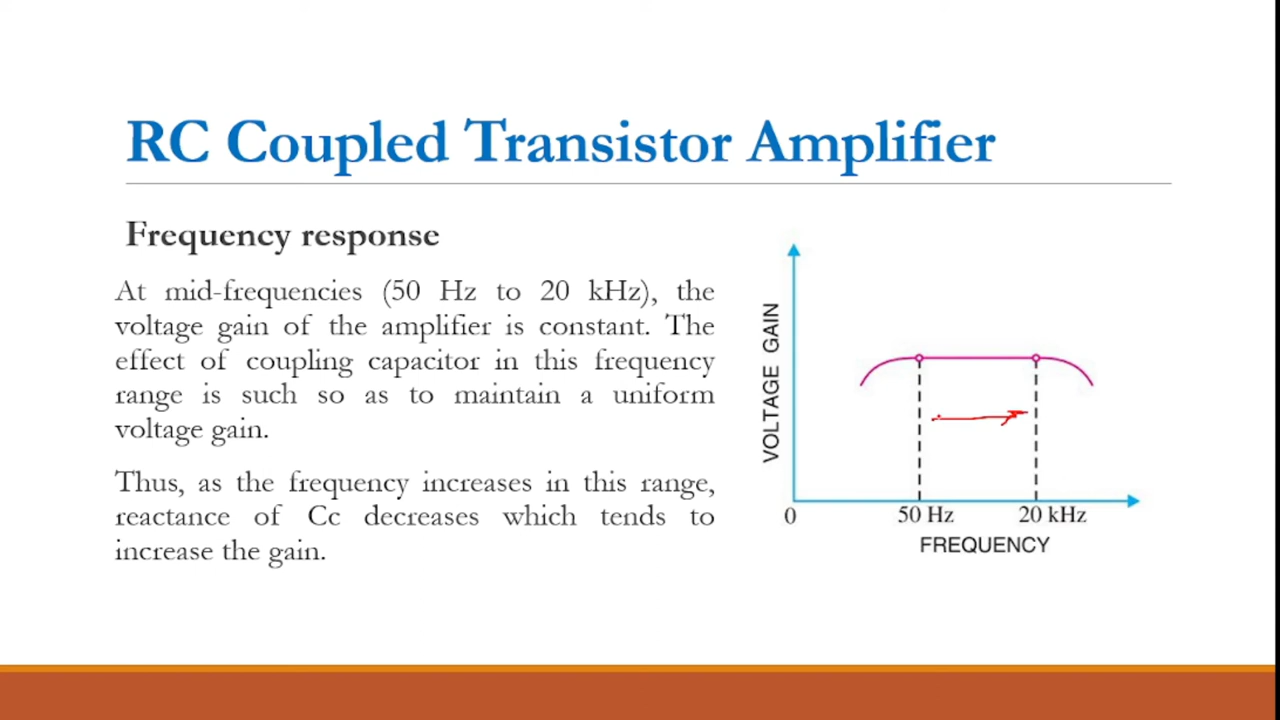 RC Coupled Transistor Amplifier
Frequency response
At mid-frequencies (50 Hz to 20 kHz), the
voltage gain of the amplifier is constant. The
effect of coupling capacitor in this frequency
range is such so as to maintain a uniform
voltage gain.
Thus, as the frequency increases in this range,
reactance of Cc decreases which tends to
increase the gain.
VOLTAGE GAIN
0
50 Hz
20 kHz
FREQUENCY